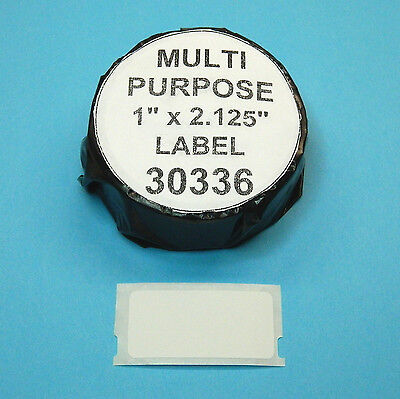 MULTI
PURPOSE
1" x 2.125"
LABEL
30336